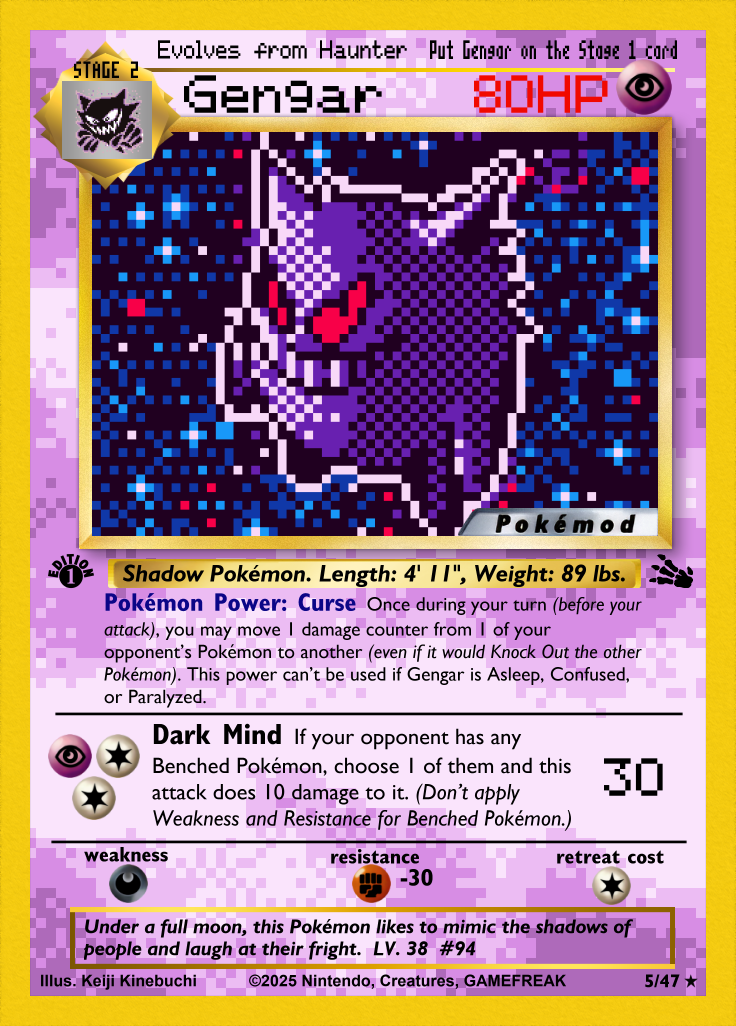 Evolves from Haunter Put Gengar on the Stage 1 card
STAGE 2
Gengar 80HP
Pokémod
EDITION
1
Shadow Pokémon. Length: 4' 11", Weight: 89 lbs.
Pokémon Power: Curse Once during your turn (before your
attack), you may move 1 damage counter from 1 of your
opponent's Pokémon to another (even if it would Knock Out the other
Pokémon). This power can't be used if Gengar is Asleep, Confused,
or Paralyzed.
Dark Mind If your opponent has any
Benched Pokémon, choose 1 of them and this
attack does 10 damage to it. (Don't apply
Weakness and Resistance for Benched Pokémon.)
30
weakness resistance retreat cost
-30
Under a full moon, this Pokémon likes to mimic the shadows of
people and laugh at their fright. LV. 38 #94
Illus. Keiji Kinebuchi ©2025 Nintendo, Creatures, GAMEFREAK 5/47 ★